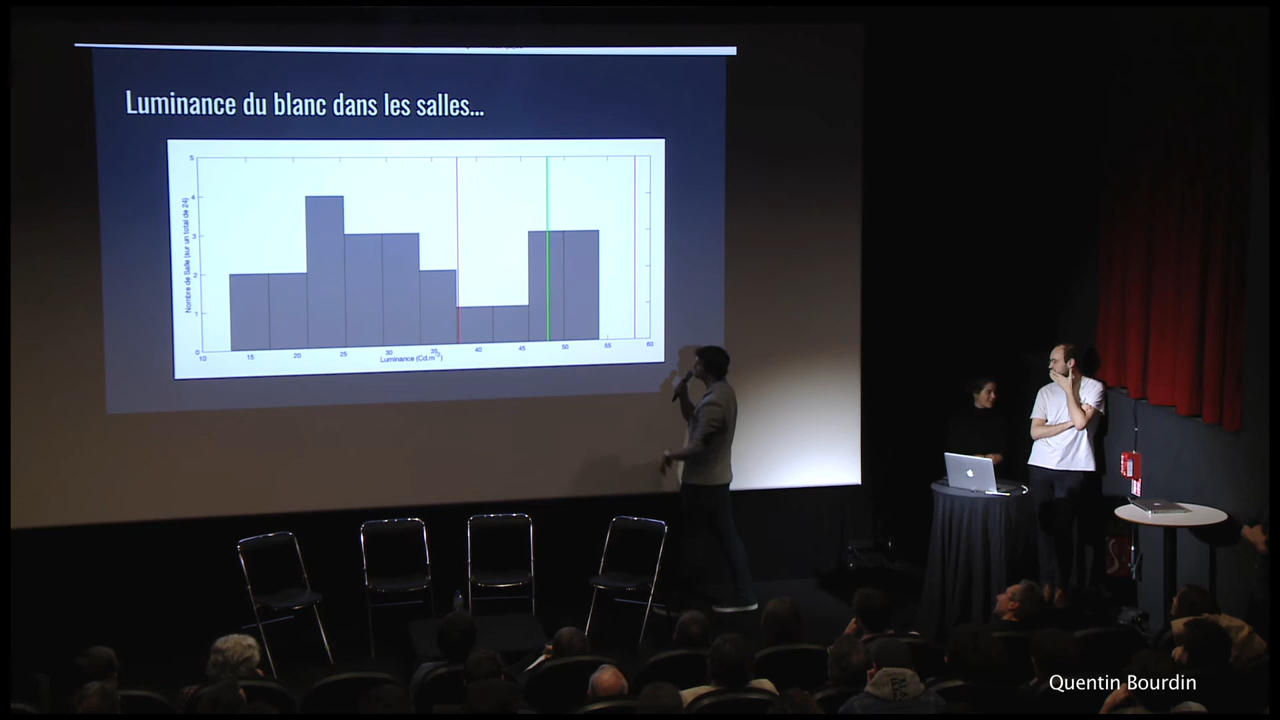 Luminance du blanc dans les salles...
Nombre de Salle (sur un total de 24)
5
4
3
2
1
0
10 15 20 25 30 35 40 45 50 55 60
Luminance (Cd.m⁻²)
Quentin Bourdin